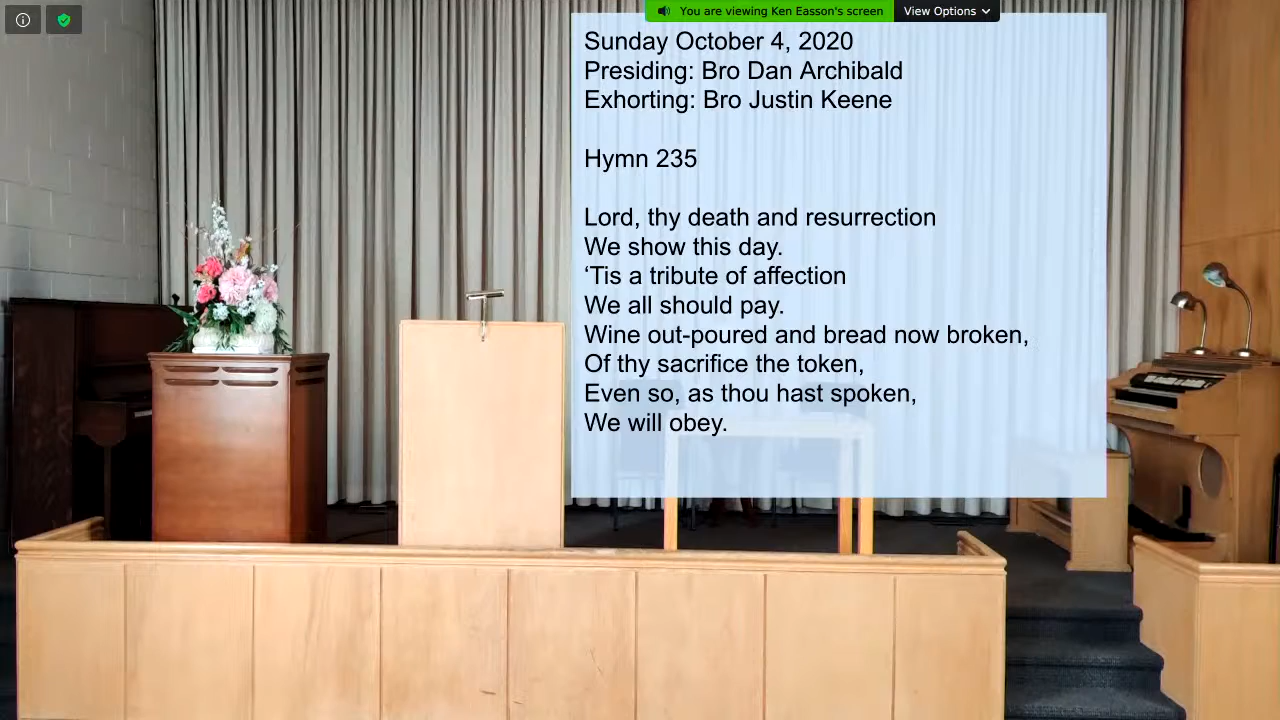 You are viewing Ken Easson's screen
View Options
Sunday October 4, 2020
Presiding: Bro Dan Archibald
Exhorting: Bro Justin Keene
Hymn 235
Lord, thy death and resurrection
We show this day.
‘Tis a tribute of affection
We all should pay.
Wine out-poured and bread now broken,
Of thy sacrifice the token,
Even so, as thou hast spoken,
We will obey.